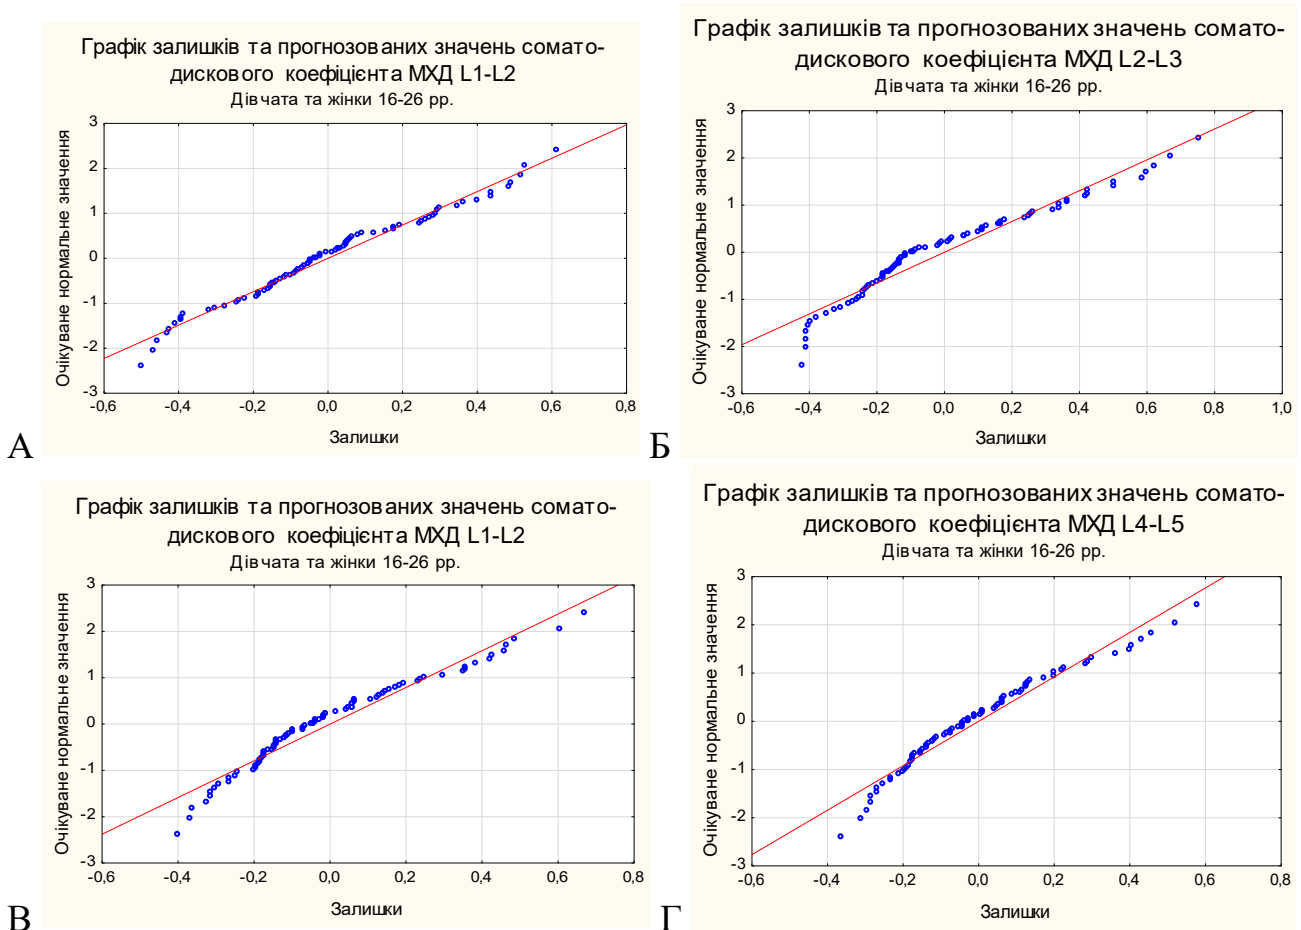 Графік залишків та прогнозованих значень сомато-
дискового коефіцієнта МХД L1-L2
Дівчата та жінки 16-26 рр.
Очікуване нормальне значення
3
2
1
0
-1
-2
-3
-0,6 -0,4 -0,2 0,0 0,2 0,4 0,6 0,8
Залишки
А
Графік залишків та прогнозованих значень сомато-
дискового коефіцієнта МХД L2-L3
Дівчата та жінки 16-26 рр.
Очікуване нормальне значення
3
2
1
0
-1
-2
-3
-0,6 -0,4 -0,2 0,0 0,2 0,4 0,6 0,8 1,0
Залишки
Б
Графік залишків та прогнозованих значень сомато-
дискового коефіцієнта МХД L1-L2
Дівчата та жінки 16-26 рр.
Очікуване нормальне значення
3
2
1
0
-1
-2
-3
-0,6 -0,4 -0,2 0,0 0,2 0,4 0,6 0,8
Залишки
В
Графік залишків та прогнозованих значень сомато-
дискового коефіцієнта МХД L4-L5
Дівчата та жінки 16-26 рр.
Очікуване нормальне значення
3
2
1
0
-1
-2
-3
-0,6 -0,4 -0,2 0,0 0,2 0,4 0,6 0,8
Залишки
Г